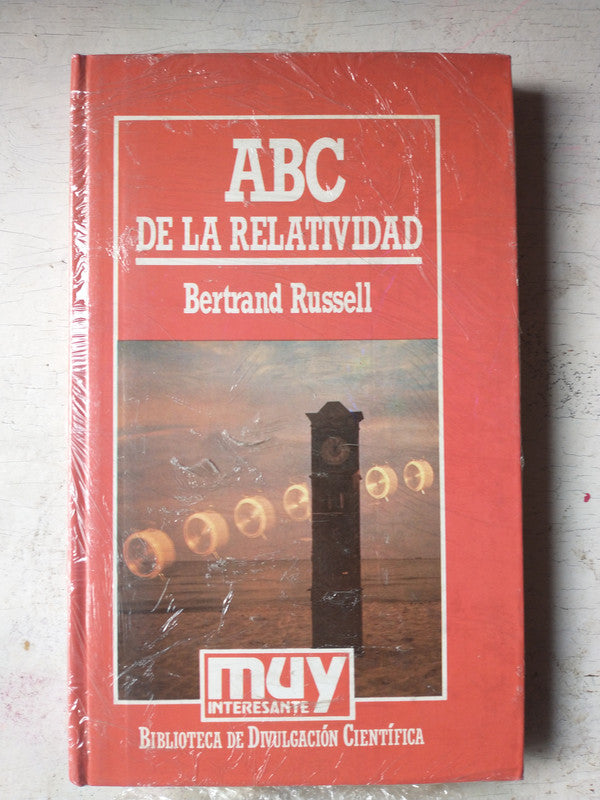 ABC
DE LA RELATIVIDAD
Bertrand Russell
muy
INTERESANTE
BIBLIOTECA DE DIVULGACIÓN CIENTÍFICA